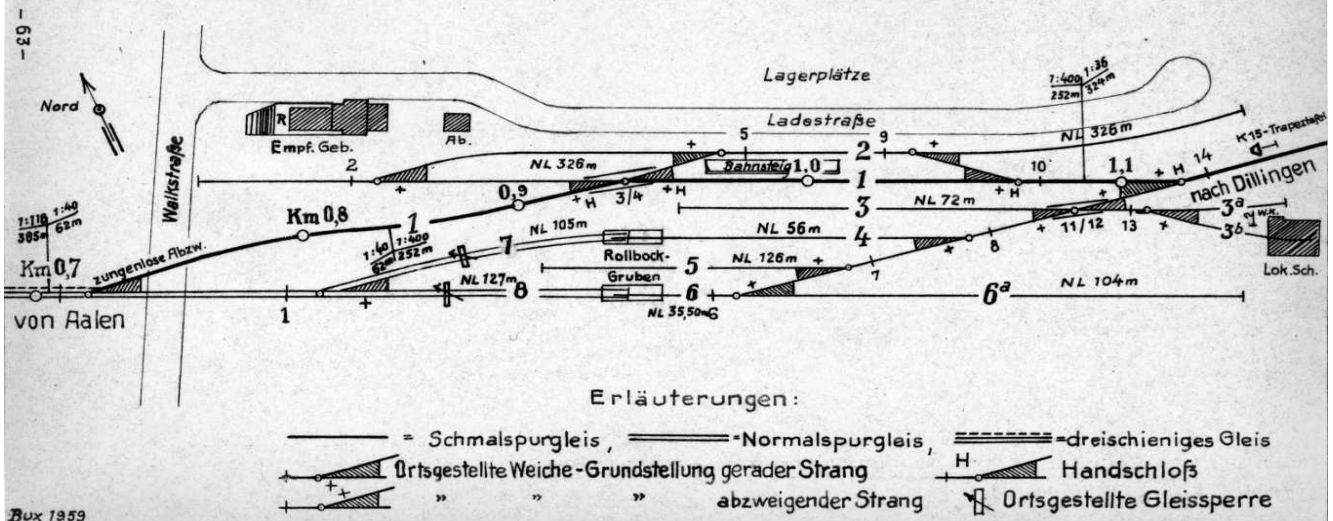 - 63 -
Nord
Walkstraße
Lagerplätze
Ladestraße
1:400
252m
1:36
324m
R
Empf. Geb.
Ab.
5
9
NL 326m
K15-Trapeztafel
2
2
NL 326m
Bahnsteig
1,0
1
10
1,1
14
+
+H
3/4
+H
+H
+H
nach Dillingen
0,9
Km 0,8
1
3
NL 72m
11/12
13
3a
3b
W.K.
Lok.Sch.
1:118
385m
1:40
62m
zungenlose Abzw.
1:40
62m
1:400
252m
7
NL 105m
Rollbock-
Gruben
NL 56m
4
8
5
NL 126m
7
Km 0,7
NL 127m
8
6
NL 35,50m
6
6a
NL 104m
von Aalen
1
Erläuterungen:
= Schmalspurgleis, =Normalspurgleis, =dreischieniges Gleis
Ortsgestellte Weiche-Grundstellung gerader Strang H. Handschloß
" " " abzweigender Strang Ortsgestellte Gleissperre
Bux 1959